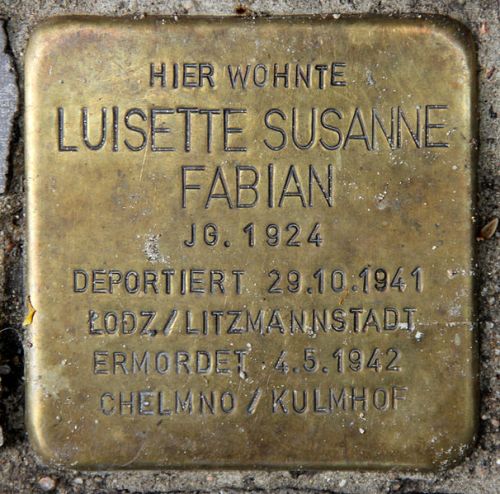 HIER WOHNTE
LUISETTE SUSANNE
FABIAN
JG. 1924
DEPORTIERT 29.10.1941
ŁODZ / LITZMANNSTADT
ERMORDET 4.5.1942
CHELMNO / KULMHOF